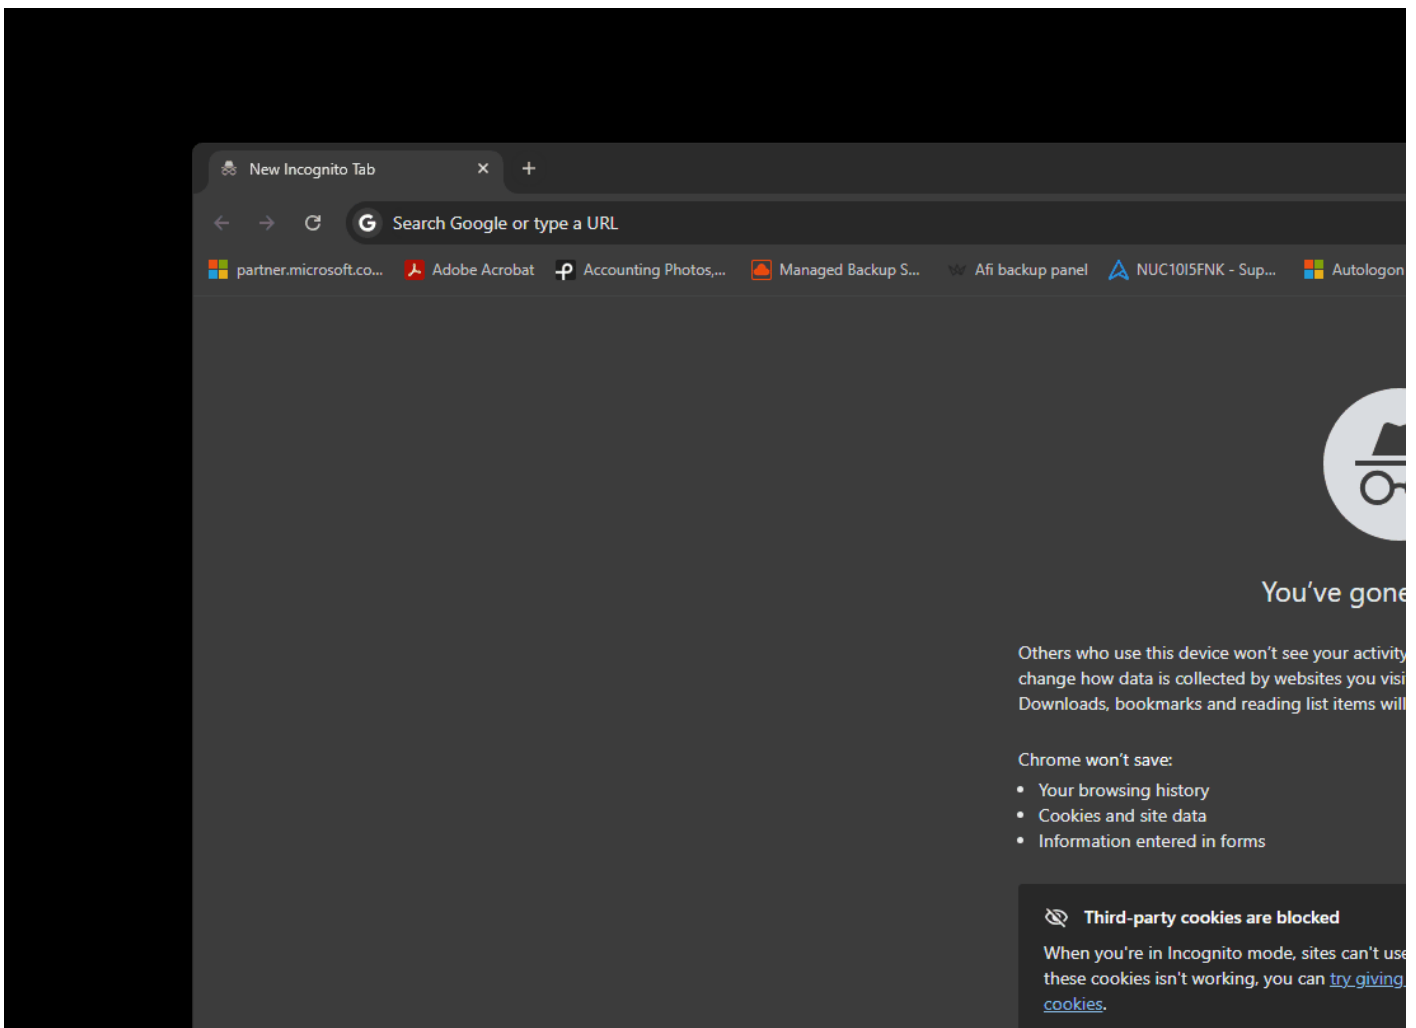 New Incognito Tab
Search Google or type a URL
partner.microsoft.co... Adobe Acrobat Accounting Photos,... Managed Backup S... Afi backup panel NUC10I5FNK - Sup... Autologon
You've gone
Others who use this device won't see your activity
change how data is collected by websites you visi
Downloads, bookmarks and reading list items will
Chrome won't save:
• Your browsing history
• Cookies and site data
• Information entered in forms
Third-party cookies are blocked
When you're in Incognito mode, sites can't use
these cookies isn't working, you can try giving
cookies.